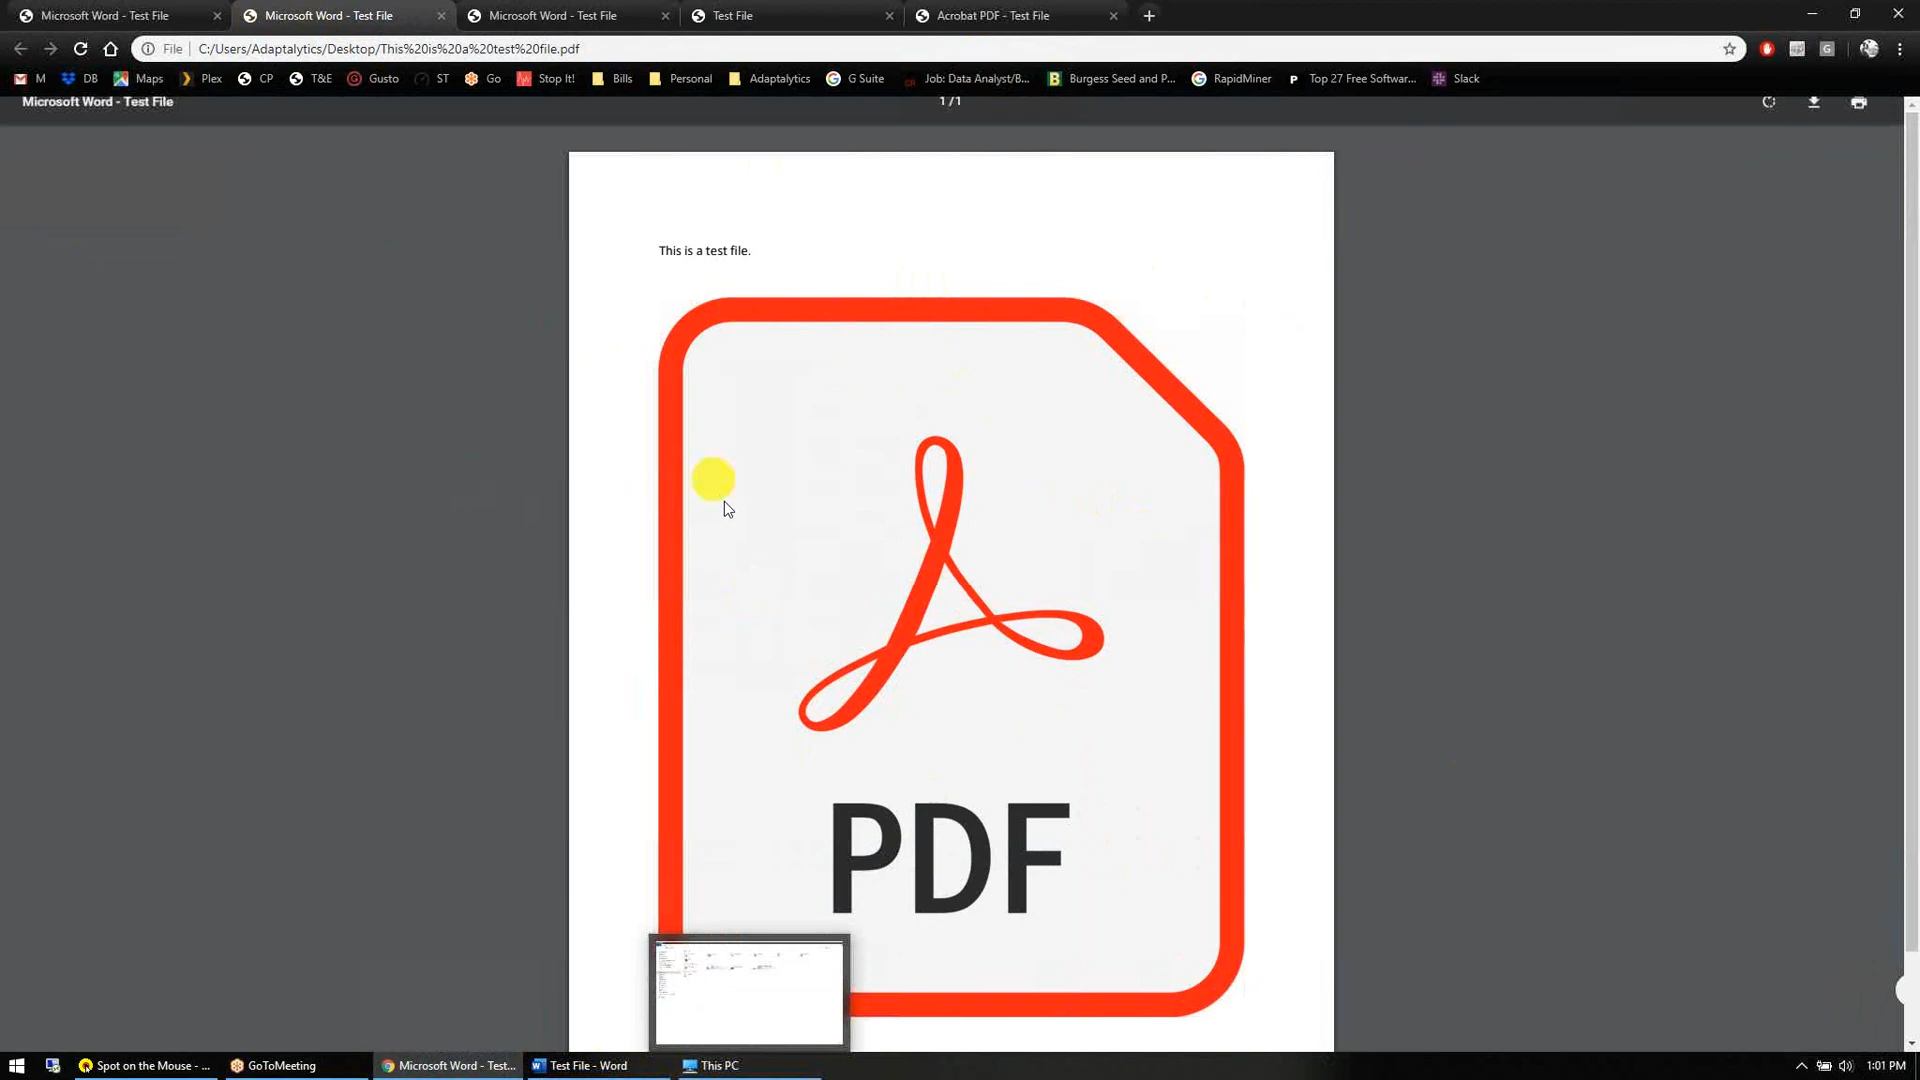 Microsoft Word - Test File
Microsoft Word - Test File
Microsoft Word - Test File
Test File
Acrobat PDF - Test File
File
C:/Users/Adaptalytics/Desktop/This%20is%20a%20test%20file.pdf
M
DB
Maps
Plex
CP
T&E
Gusto
ST
Go
Stop It!
Bills
Personal
Adaptalytics
G Suite
Job: Data Analyst/B...
Burgess Seed and P...
RapidMiner
Top 27 Free Softwar...
Slack
Microsoft Word - Test File
1 / 1
This is a test file.
PDF
Spot on the Mouse - ...
GoToMeeting
Microsoft Word - Test...
Test File - Word
This PC
1:01 PM